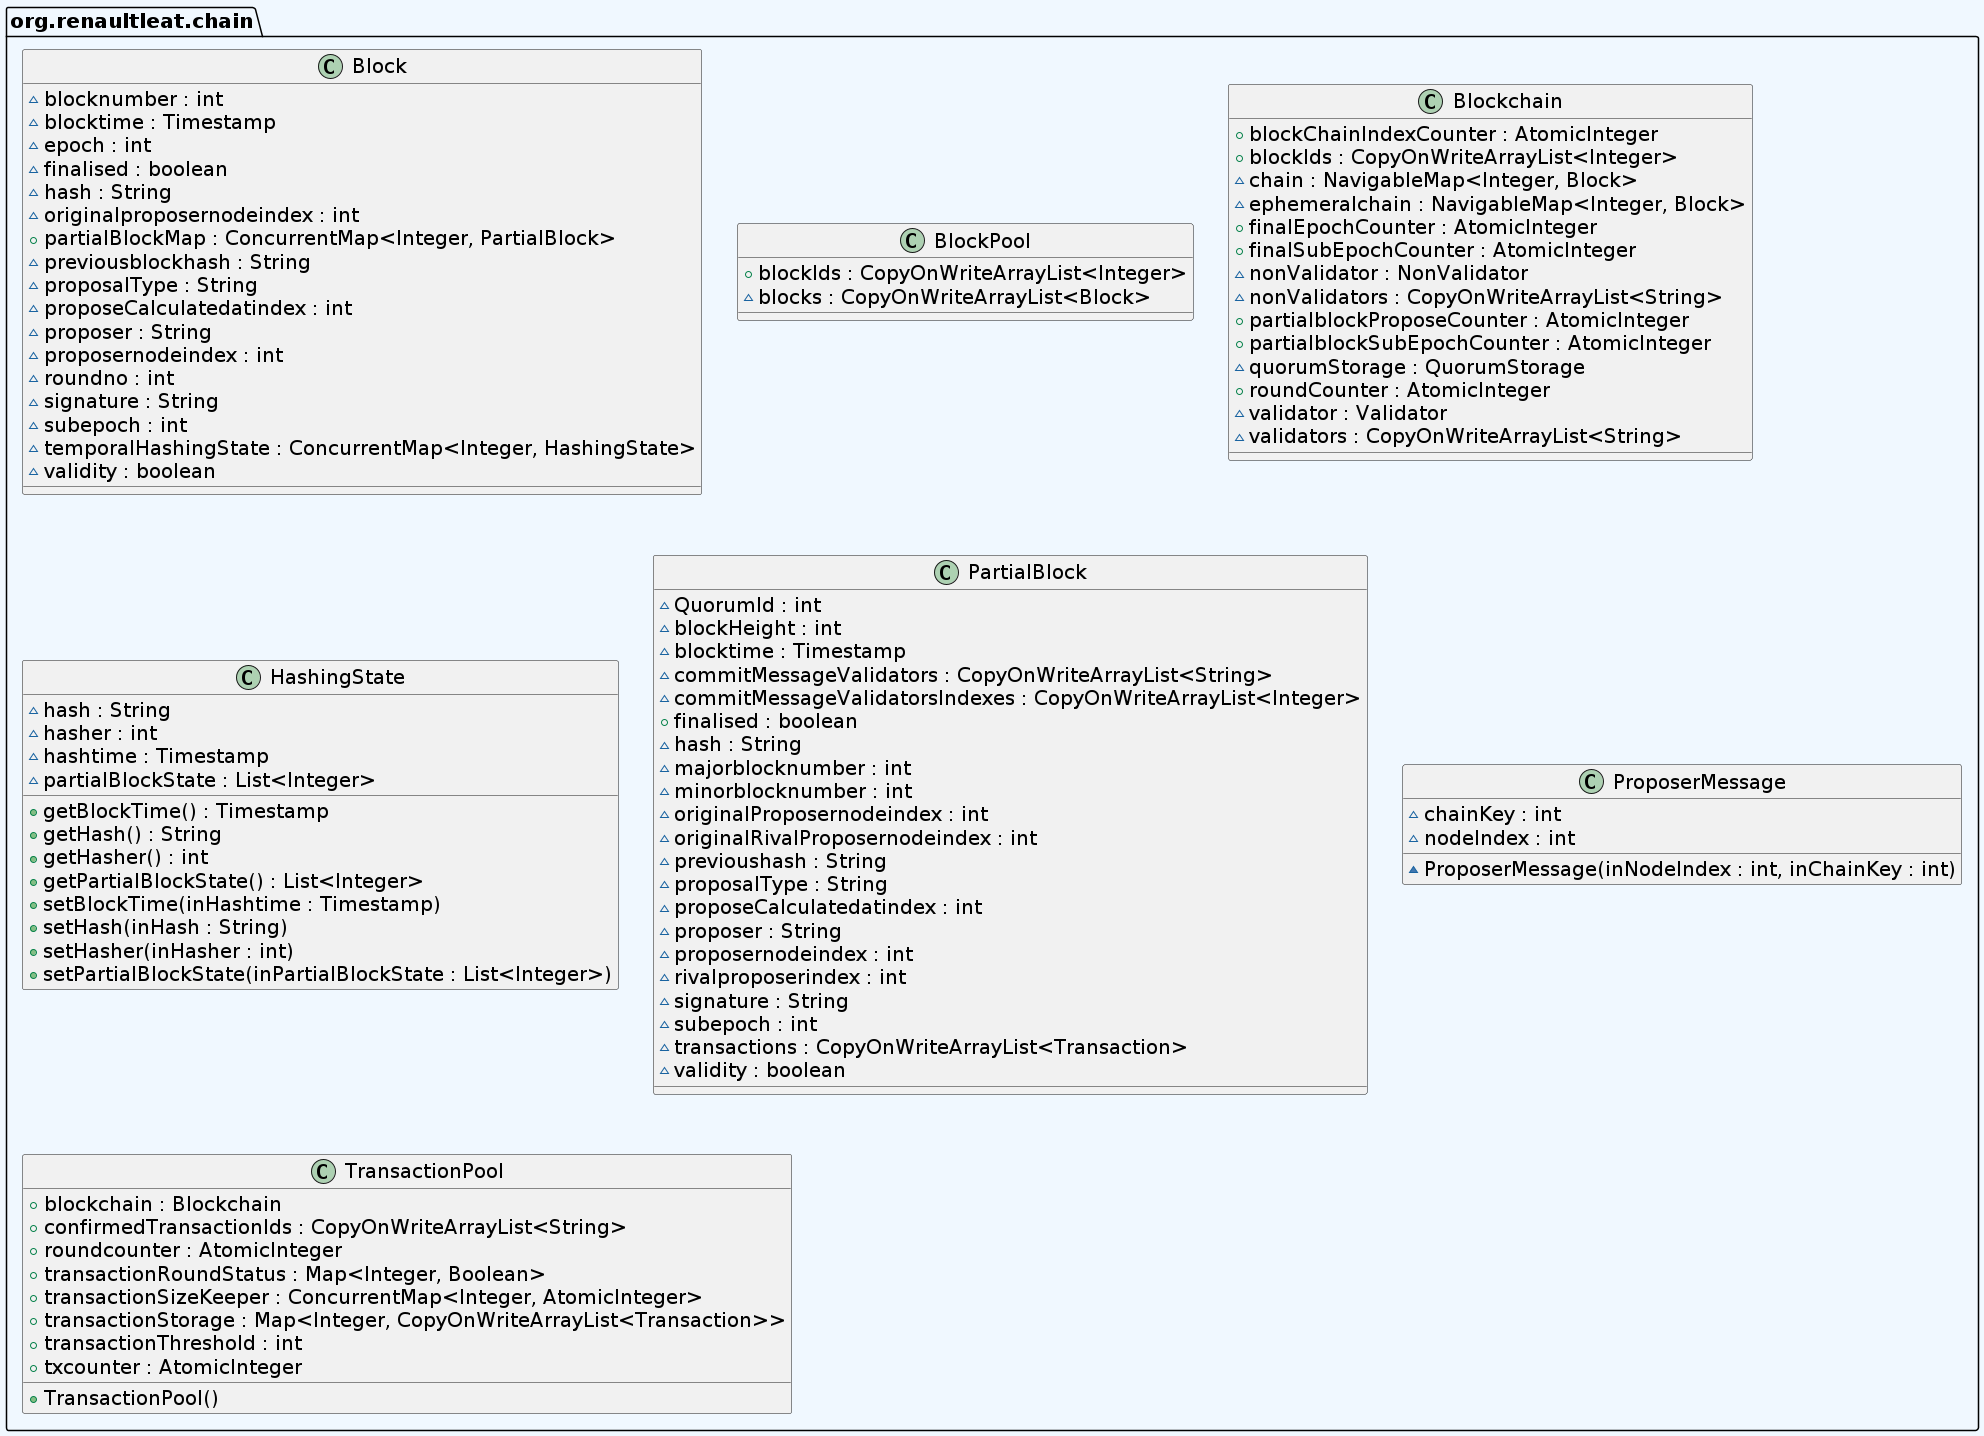 org.renaultleat.chain
C Block
~ blocknumber : int
~ blocktime : Timestamp
~ epoch : int
~ finalised : boolean
~ hash : String
~ originalproposernodeindex : int
partialBlockMap : ConcurrentMap<Integer, PartialBlock>
~ previousblockhash : String
~ proposalType : String
~ proposeCalculatedatindex : int
~ proposer : String
~ proposernodeindex : int
~ roundno : int
~ signature : String
~ subepoch : int
~ temporalHashingState : ConcurrentMap<Integer, HashingState>
~ validity : boolean
C BlockPool
blockIds : CopyOnWriteArrayList<Integer>
~ blocks : CopyOnWriteArrayList<Block>
C Blockchain
blockChainIndexCounter : AtomicInteger
blockIds : CopyOnWriteArrayList<Integer>
~ chain : NavigableMap<Integer, Block>
~ ephemeralchain : NavigableMap<Integer, Block>
finalEpochCounter : AtomicInteger
finalSubEpochCounter : AtomicInteger
~ nonValidator : NonValidator
~ nonValidators : CopyOnWriteArrayList<String>
partialblockProposeCounter : AtomicInteger
partialblockSubEpochCounter : AtomicInteger
~ quorumStorage : QuorumStorage
roundCounter : AtomicInteger
~ validator : Validator
~ validators : CopyOnWriteArrayList<String>
C HashingState
~ hash : String
~ hasher : int
~ hashtime : Timestamp
~ partialBlockState : List<Integer>
getBlockTime() : Timestamp
getHash() : String
getHasher() : int
getPartialBlockState() : List<Integer>
setBlockTime(inHashtime : Timestamp)
setHash(inHash : String)
setHasher(inHasher : int)
setPartialBlockState(inPartialBlockState : List<Integer>)
C PartialBlock
~ QuorumId : int
~ blockHeight : int
~ blocktime : Timestamp
~ commitMessageValidators : CopyOnWriteArrayList<String>
~ commitMessageValidatorsIndexes : CopyOnWriteArrayList<Integer>
finalised : boolean
~ hash : String
~ majorblocknumber : int
~ minorblocknumber : int
~ originalProposernodeindex : int
~ originalRivalProposernodeindex : int
~ previoushash : String
~ proposalType : String
~ proposeCalculatedatindex : int
~ proposer : String
~ proposernodeindex : int
~ rivalproposerindex : int
~ signature : String
~ subepoch : int
~ transactions : CopyOnWriteArrayList<Transaction>
~ validity : boolean
C ProposerMessage
~ chainKey : int
~ nodeIndex : int
ProposerMessage(inNodeIndex : int, inChainKey : int)
C TransactionPool
blockchain : Blockchain
confirmedTransactionIds : CopyOnWriteArrayList<String>
roundcounter : AtomicInteger
transactionRoundStatus : Map<Integer, Boolean>
transactionSizeKeeper : ConcurrentMap<Integer, AtomicInteger>
transactionStorage : Map<Integer, CopyOnWriteArrayList<Transaction>>
transactionThreshold : int
txcounter : AtomicInteger
TransactionPool()